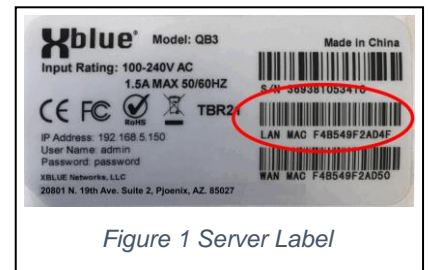 Xblue® Model: QB3
Made in China
Input Rating: 100-240V AC
1.5A MAX 50/60HZ
S/N 369381053410
CE FC RoHS TBR21
LAN MAC F4B549F2AD4F
IP Address: 192.168.5.150
User Name: admin
Password: password
WAN MAC F4B549F2AD50
XBLUE Networks, LLC
20801 N. 19th Ave. Suite 2, Pjoenix, AZ. 85027
Figure 1 Server Label